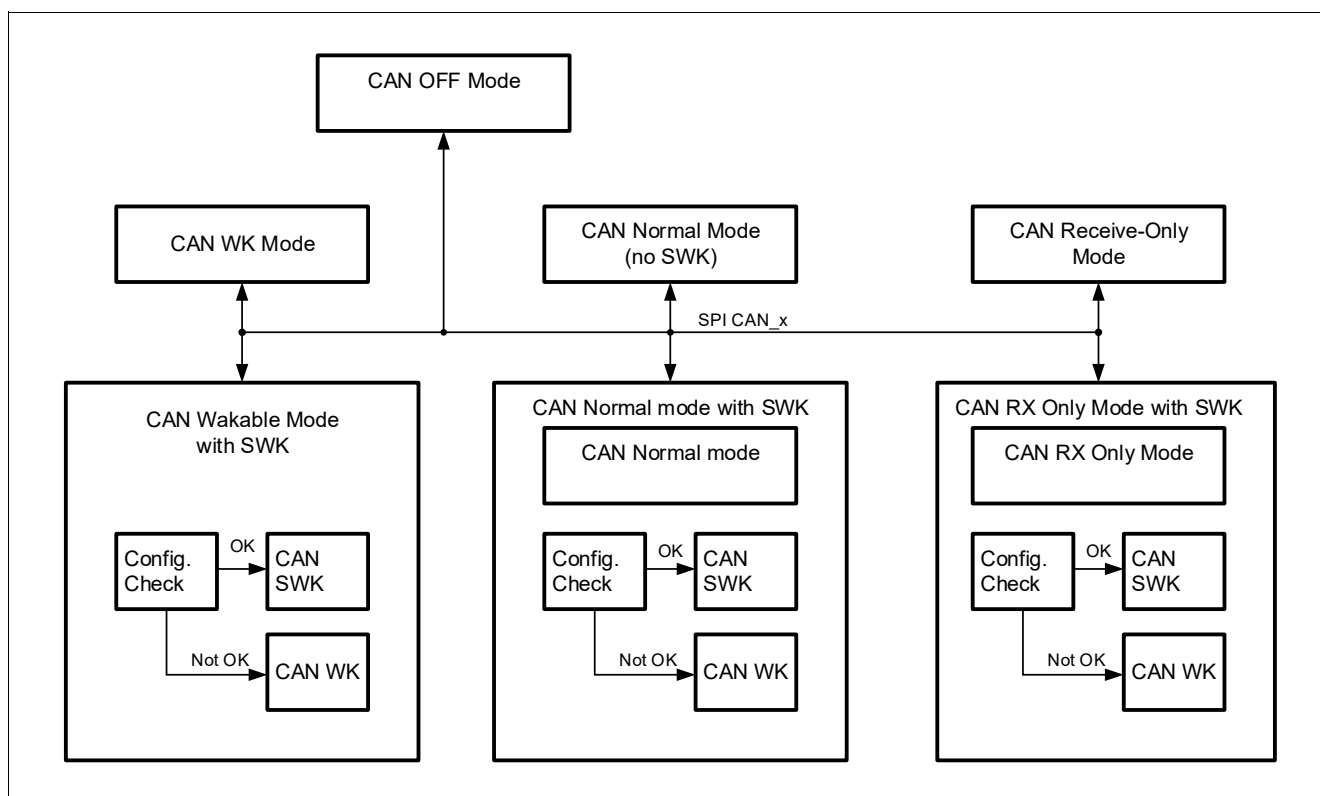 CAN OFF Mode
CAN WK Mode
CAN Normal Mode
(no SWK)
CAN Receive-Only
Mode
SPI CAN_x
CAN Wakable Mode
with SWK
Config.
Check
OK
CAN
SWK
Not OK
CAN WK
CAN Normal mode with SWK
CAN Normal mode
Config.
Check
OK
CAN
SWK
Not OK
CAN WK
CAN RX Only Mode with SWK
CAN RX Only Mode
Config.
Check
OK
CAN
SWK
Not OK
CAN WK